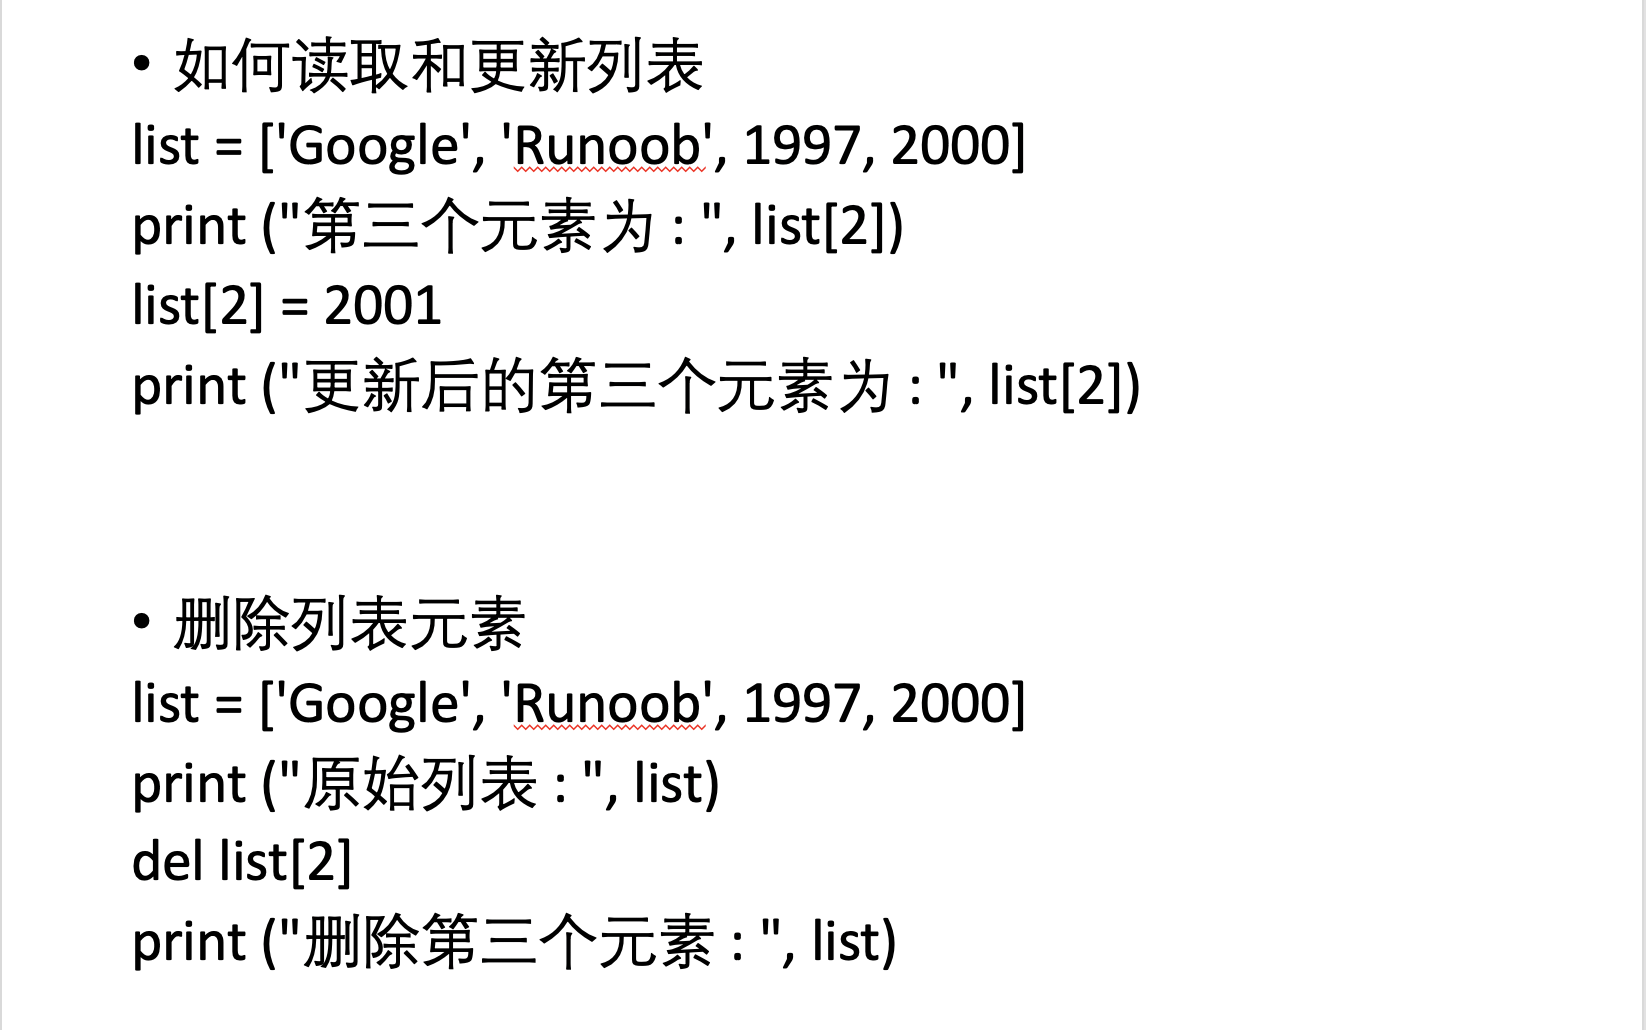 • 如何读取和更新列表
list = ['Google', 'Runoob', 1997, 2000]
print ("第三个元素为 : ", list[2])
list[2] = 2001
print ("更新后的第三个元素为 : ", list[2])
• 删除列表元素
list = ['Google', 'Runoob', 1997, 2000]
print ("原始列表 : ", list)
del list[2]
print ("删除第三个元素 : ", list)